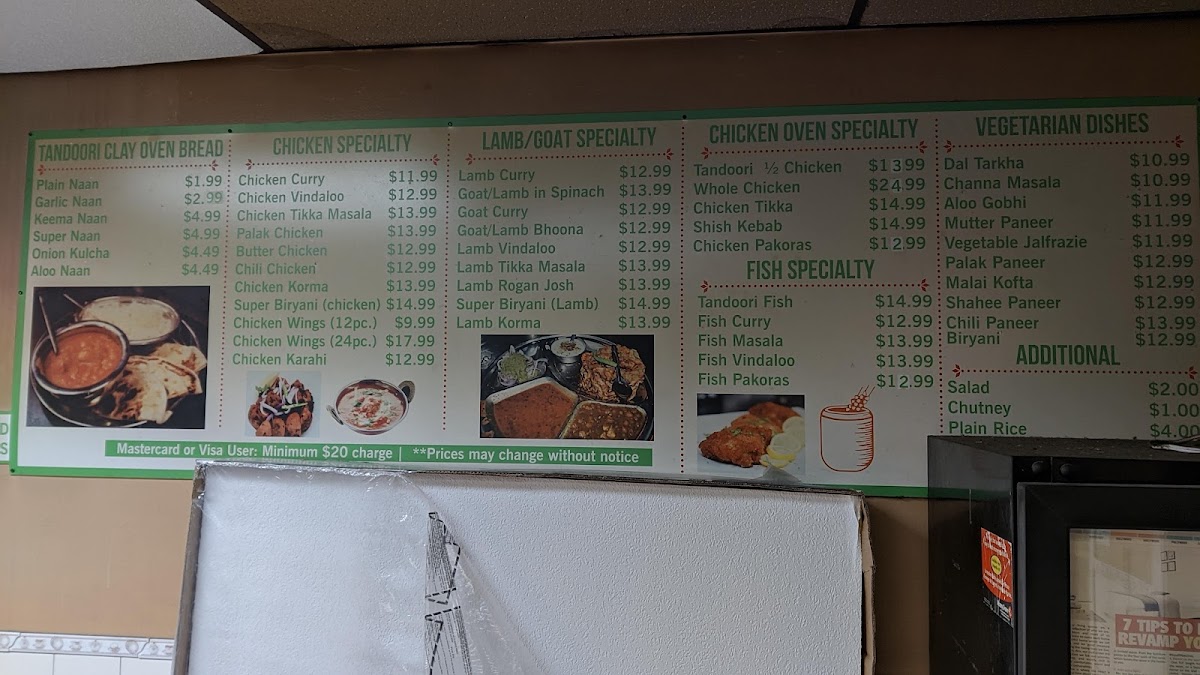 TANDOORI CLAY OVEN BREAD
Plain Naan $1.99
Garlic Naan $2.99
Keema Naan $4.99
Super Naan $4.99
Onion Kulcha $4.49
Aloo Naan $4.49
CHICKEN SPECIALTY
Chicken Curry $11.99
Chicken Vindaloo $12.99
Chicken Tikka Masala $13.99
Palak Chicken $13.99
Butter Chicken $12.99
Chili Chicken $12.99
Chicken Korma $13.99
Super Biryani (chicken) $14.99
Chicken Wings (12pc.) $9.99
Chicken Wings (24pc.) $17.99
Chicken Karahi $12.99
LAMB/GOAT SPECIALTY
Lamb Curry $12.99
Goat/Lamb in Spinach $13.99
Goat Curry $12.99
Goat/Lamb Bhoona $12.99
Lamb Vindaloo $12.99
Lamb Tikka Masala $13.99
Lamb Rogan Josh $13.99
Super Biryani (Lamb) $14.99
Lamb Korma $13.99
CHICKEN OVEN SPECIALTY
Tandoori ½ Chicken $13.99
Whole Chicken $24.99
Chicken Tikka $14.99
Shish Kebab $14.99
Chicken Pakoras $12.99
FISH SPECIALTY
Tandoori Fish $14.99
Fish Curry $12.99
Fish Masala $13.99
Fish Vindaloo $13.99
Fish Pakoras $12.99
VEGETARIAN DISHES
Dal Tarkha $10.99
Channa Masala $10.99
Aloo Gobhi $11.99
Mutter Paneer $11.99
Vegetable Jalfrazie $11.99
Palak Paneer $12.99
Malai Kofta $12.99
Shahee Paneer $12.99
Chili Paneer $13.99
Biryani $12.99
ADDITIONAL
Salad $2.00
Chutney $1.00
Plain Rice $4.00
Mastercard or Visa User: Minimum $20 charge | **Prices may change without notice
7 TIPS TO
REVAMP YO